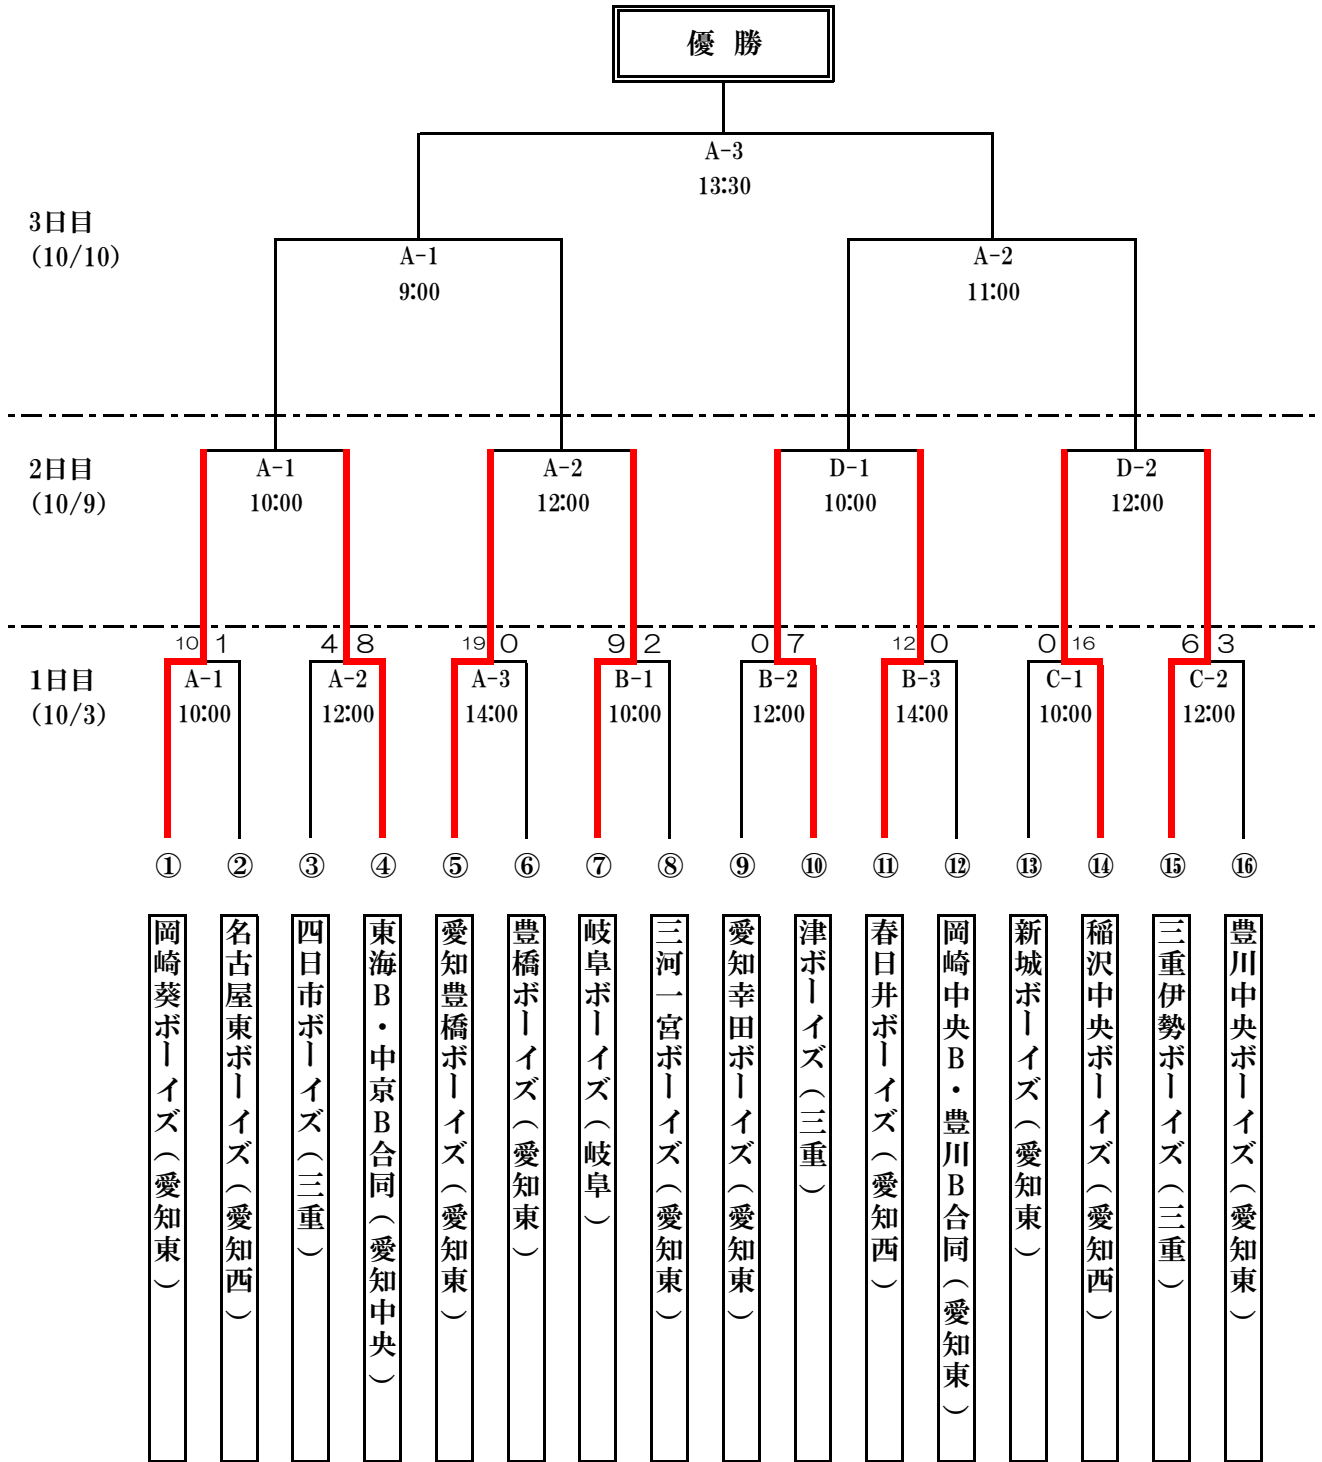 優 勝
A-3
13:30
3日目
(10/10)
A-1
9:00
A-2
11:00
2日目
(10/9)
A-1
10:00
A-2
12:00
D-1
10:00
D-2
12:00
10 1
4 8
19 0
9 2
0 7
12 0
0 16
6 3
1日目
(10/3)
A-1
10:00
A-2
12:00
A-3
14:00
B-1
10:00
B-2
12:00
B-3
14:00
C-1
10:00
C-2
12:00
① ② ③ ④ ⑤ ⑥ ⑦ ⑧ ⑨ ⑩ ⑪ ⑫ ⑬ ⑭ ⑮ ⑯
岡崎葵ボーイズ(愛知東)
名古屋東ボーイズ(愛知西)
四日市ボーイズ(三重)
東海B・中京B合同(愛知中央)
愛知豊橋ボーイズ(愛知東)
豊橋ボーイズ(愛知東)
岐阜ボーイズ(岐阜)
三河一宮ボーイズ(愛知東)
愛知幸田ボーイズ(愛知東)
津ボーイズ(三重)
春日井ボーイズ(愛知西)
岡崎中央B・豊川B合同(愛知東)
新城ボーイズ(愛知東)
稲沢中央ボーイズ(愛知西)
三重伊勢ボーイズ(三重)
豊川中央ボーイズ(愛知東)